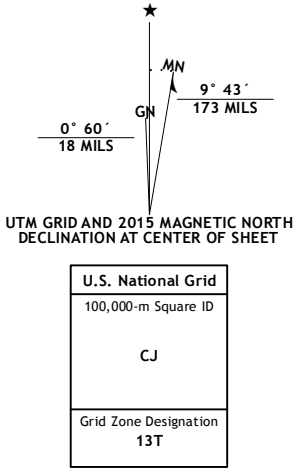 ★
MN
GN
9° 43´
173 MILS
0° 60´
18 MILS
UTM GRID AND 2015 MAGNETIC NORTH
DECLINATION AT CENTER OF SHEET
U.S. National Grid
100,000-m Square ID
CJ
Grid Zone Designation
13T